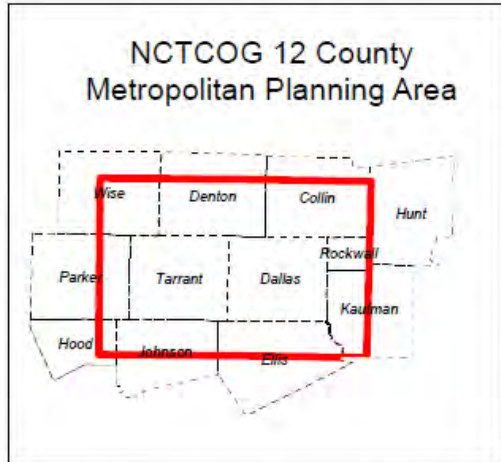 NCTCOG 12 County
Metropolitan Planning Area
Wise
Denton
Collin
Hunt
Rockwall
Parker
Tarrant
Dallas
Kaufman
Hood
Johnson
Ellis